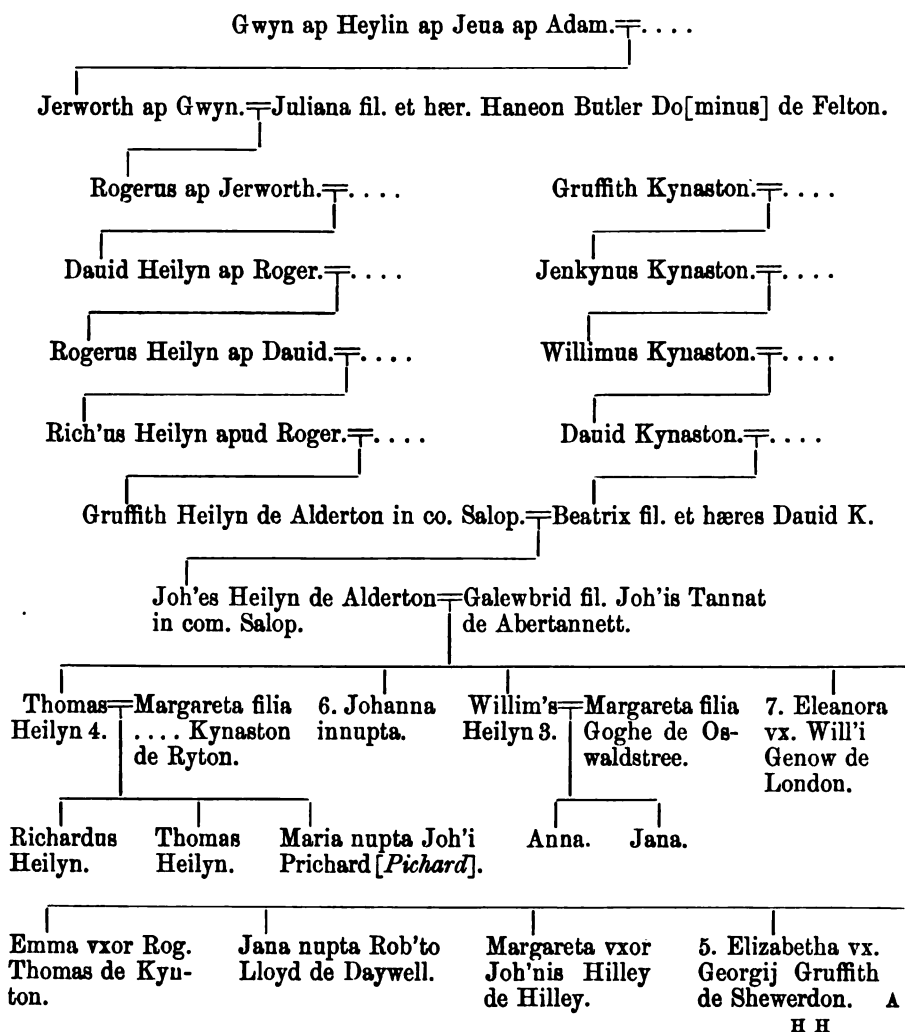 Gwyn ap Heylin ap Jeua ap Adam.╤. . . .
Jerworth ap Gwyn.╤Juliana fil. et hær. Haneon Butler Do[minus] de Felton.
Rogerus ap Jerworth.╤. . . . Gruffith Kynaston.╤. . . .
Dauid Heilyn ap Roger.╤. . . . Jenkynus Kynaston.╤. . . .
Rogerus Heilyn ap Dauid.╤. . . . Willimus Kynaston.╤. . . .
Rich'us Heilyn apud Roger.╤. . . . Dauid Kynaston.╤. . . .
Gruffith Heilyn de Alderton in co. Salop.╤Beatrix fil. et hæres Dauid K.
Joh'es Heilyn de Alderton╤Galewbrid fil. Joh'is Tannat
in com. Salop. de Abertannett.
Thomas╤Margareta filia
Heilyn 4. . . . . Kynaston
de Ryton.
6. Johanna
innupta.
Willim's╤Margareta filia
Heilyn 3. Goghe de Os-
waldstree.
7. Eleanora
vx. Will'i
Genow de
London.
Richardus
Heilyn.
Thomas
Heilyn.
Maria nupta Joh'i
Prichard [Pichard].
Anna. Jana.
Emma vxor Rog.
Thomas de Kyn-
ton.
Jana nupta Rob'to
Lloyd de Daywell.
Margareta vxor
Joh'nis Hilley
de Hilley.
5. Elizabetha vx.
Georgij Gruffith
de Shewerdon. A
H H